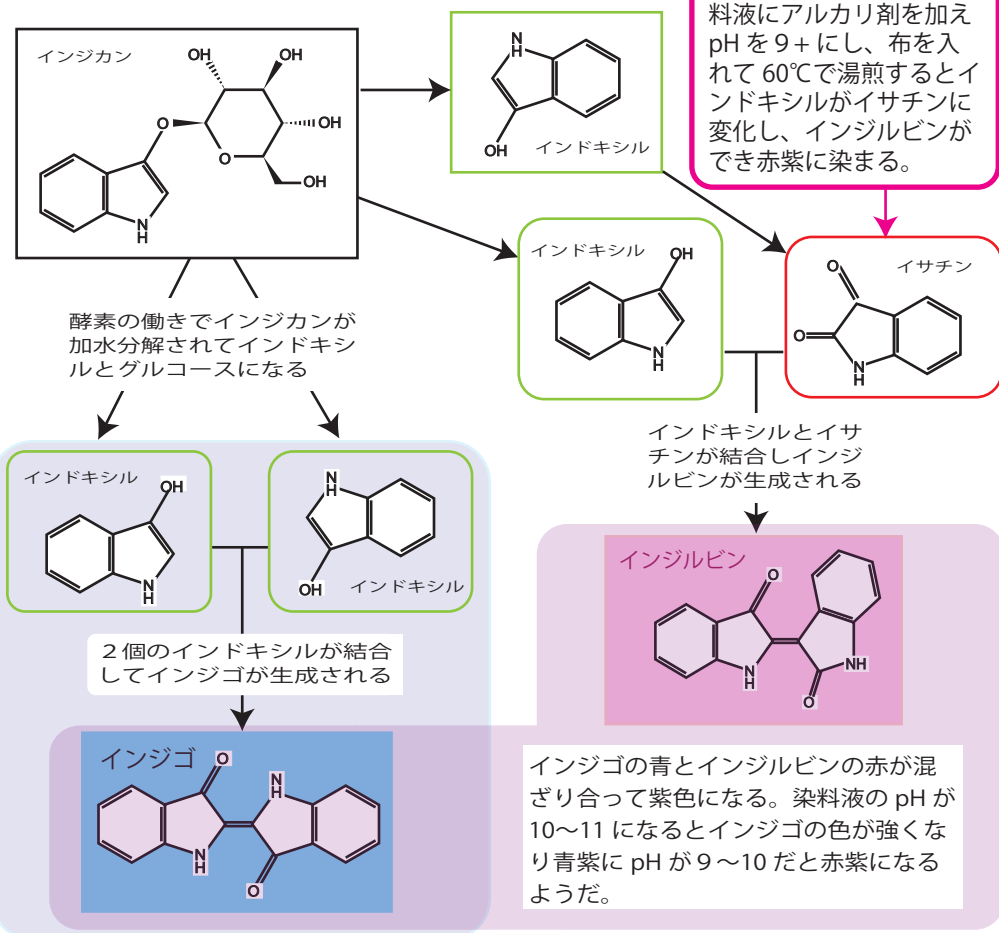 料液にアルカリ剤を加え
pH を 9+ にし、布を入
れて 60℃で湯煎するとイ
ンドキシルがイサチンに
変化し、インジルビンが
でき赤紫に染まる。
インジカン
OH
OH
OH
OH
O
O
N
H
N
H
OH
インドキシル
インドキシル
OH
N
H
イサチン
O
O
N
H
酵素の働きでインジカンが
加水分解されてインドキシ
ルとグルコースになる
インドキシルとイサ
チンが結合しインジ
ルビンが生成される
インドキシル
OH
N
H
N
H
OH
インドキシル
2個のインドキシルが結合
してインジゴが生成される
インジルビン
O
N
H
NH
O
インジゴ
O
N
H
N
H
O
インジゴの青とインジルビンの赤が混
ざり合って紫色になる。染料液の pH が
10〜11 になるとインジゴの色が強くな
り青紫に pH が 9〜10 だと赤紫になる
ようだ。